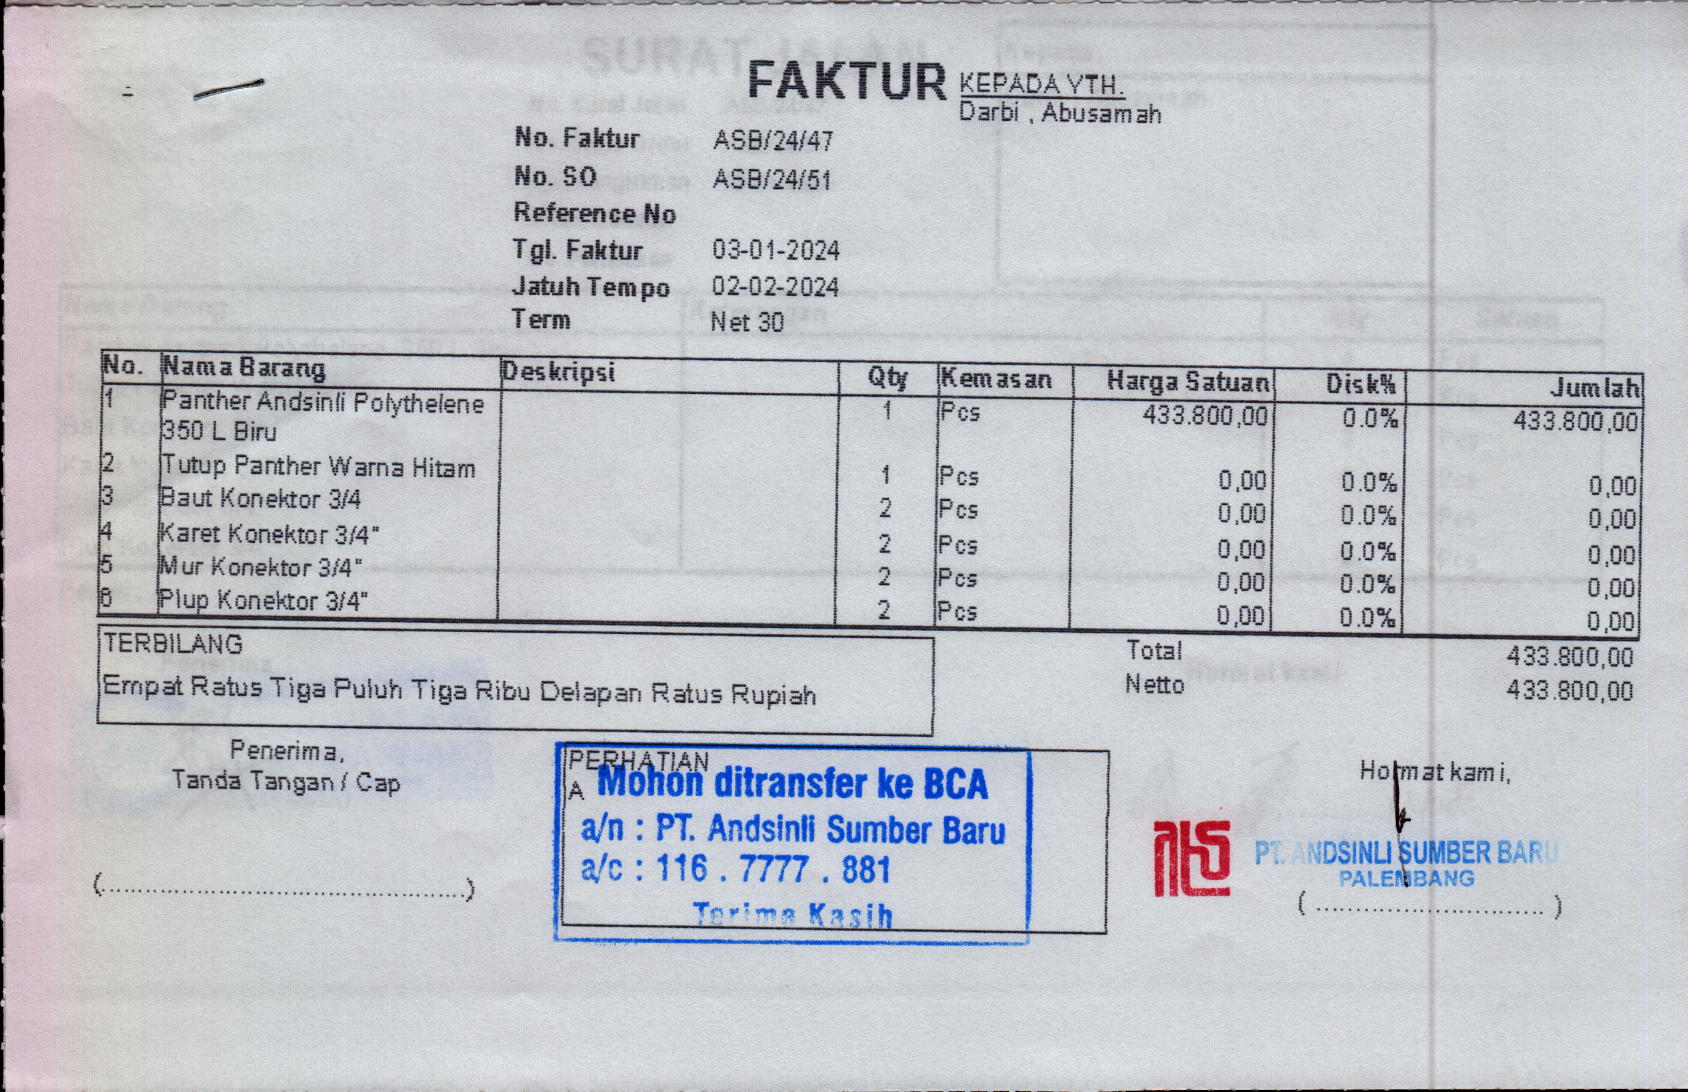 FAKTUR
KEPADA YTH.
Darbi , Abusamah
No. Faktur ASB/24/47
No. SO ASB/24/51
Reference No
Tgl. Faktur 03-01-2024
Jatuh Tempo 02-02-2024
Term Net 30
No. Nama Barang Deskripsi Qty Kemasan Harga Satuan Disk% Jumlah
1 Panther Andsinli Polythelene 1 Pcs 433.800,00 0.0% 433.800,00
350 L Biru
2 Tutup Panther Warna Hitam 1 Pcs 0,00 0.0% 0,00
3 Baut Konektor 3/4 2 Pcs 0,00 0.0% 0,00
4 Karet Konektor 3/4" 2 Pcs 0,00 0.0% 0,00
5 Mur Konektor 3/4" 2 Pcs 0,00 0.0% 0,00
6 Plup Konektor 3/4" 2 Pcs 0,00 0.0% 0,00
TERBILANG
Empat Ratus Tiga Puluh Tiga Ribu Delapan Ratus Rupiah
Total 433.800,00
Netto 433.800,00
Penerima,
Tanda Tangan / Cap
(............................................)
PERHATIAN
A
Mohon ditransfer ke BCA
a/n : PT. Andsinli Sumber Baru
a/c : 116 . 7777 . 881
Terima Kasih
Hormat kami,
PT. ANDSINLI SUMBER BARU
PALEMBANG
( .............................. )